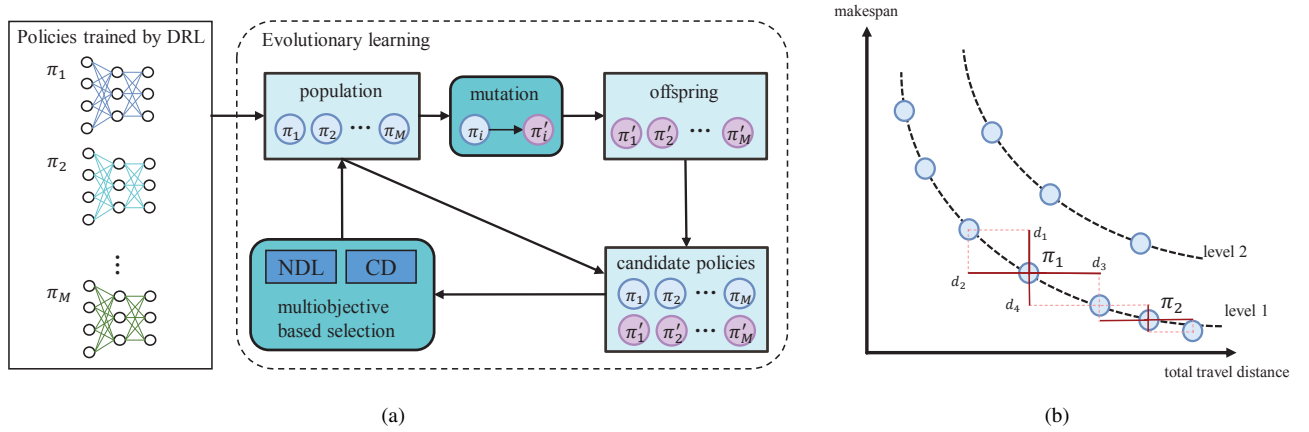 Policies trained by DRL
π₁
π₂
⋮
π_M
Evolutionary learning
population
π₁ π₂ ⋯ π_M
mutation
π_i π′_i
offspring
π′₁ π′₂ ⋯ π′_M
NDL CD
multiobjective
based selection
candidate policies
π₁ π₂ ⋯ π_M
π′₁ π′₂ ⋯ π′_M
(a)
makespan
level 2
d₁
π₁
d₂
d₃
d₄
π₂
level 1
total travel distance
(b)